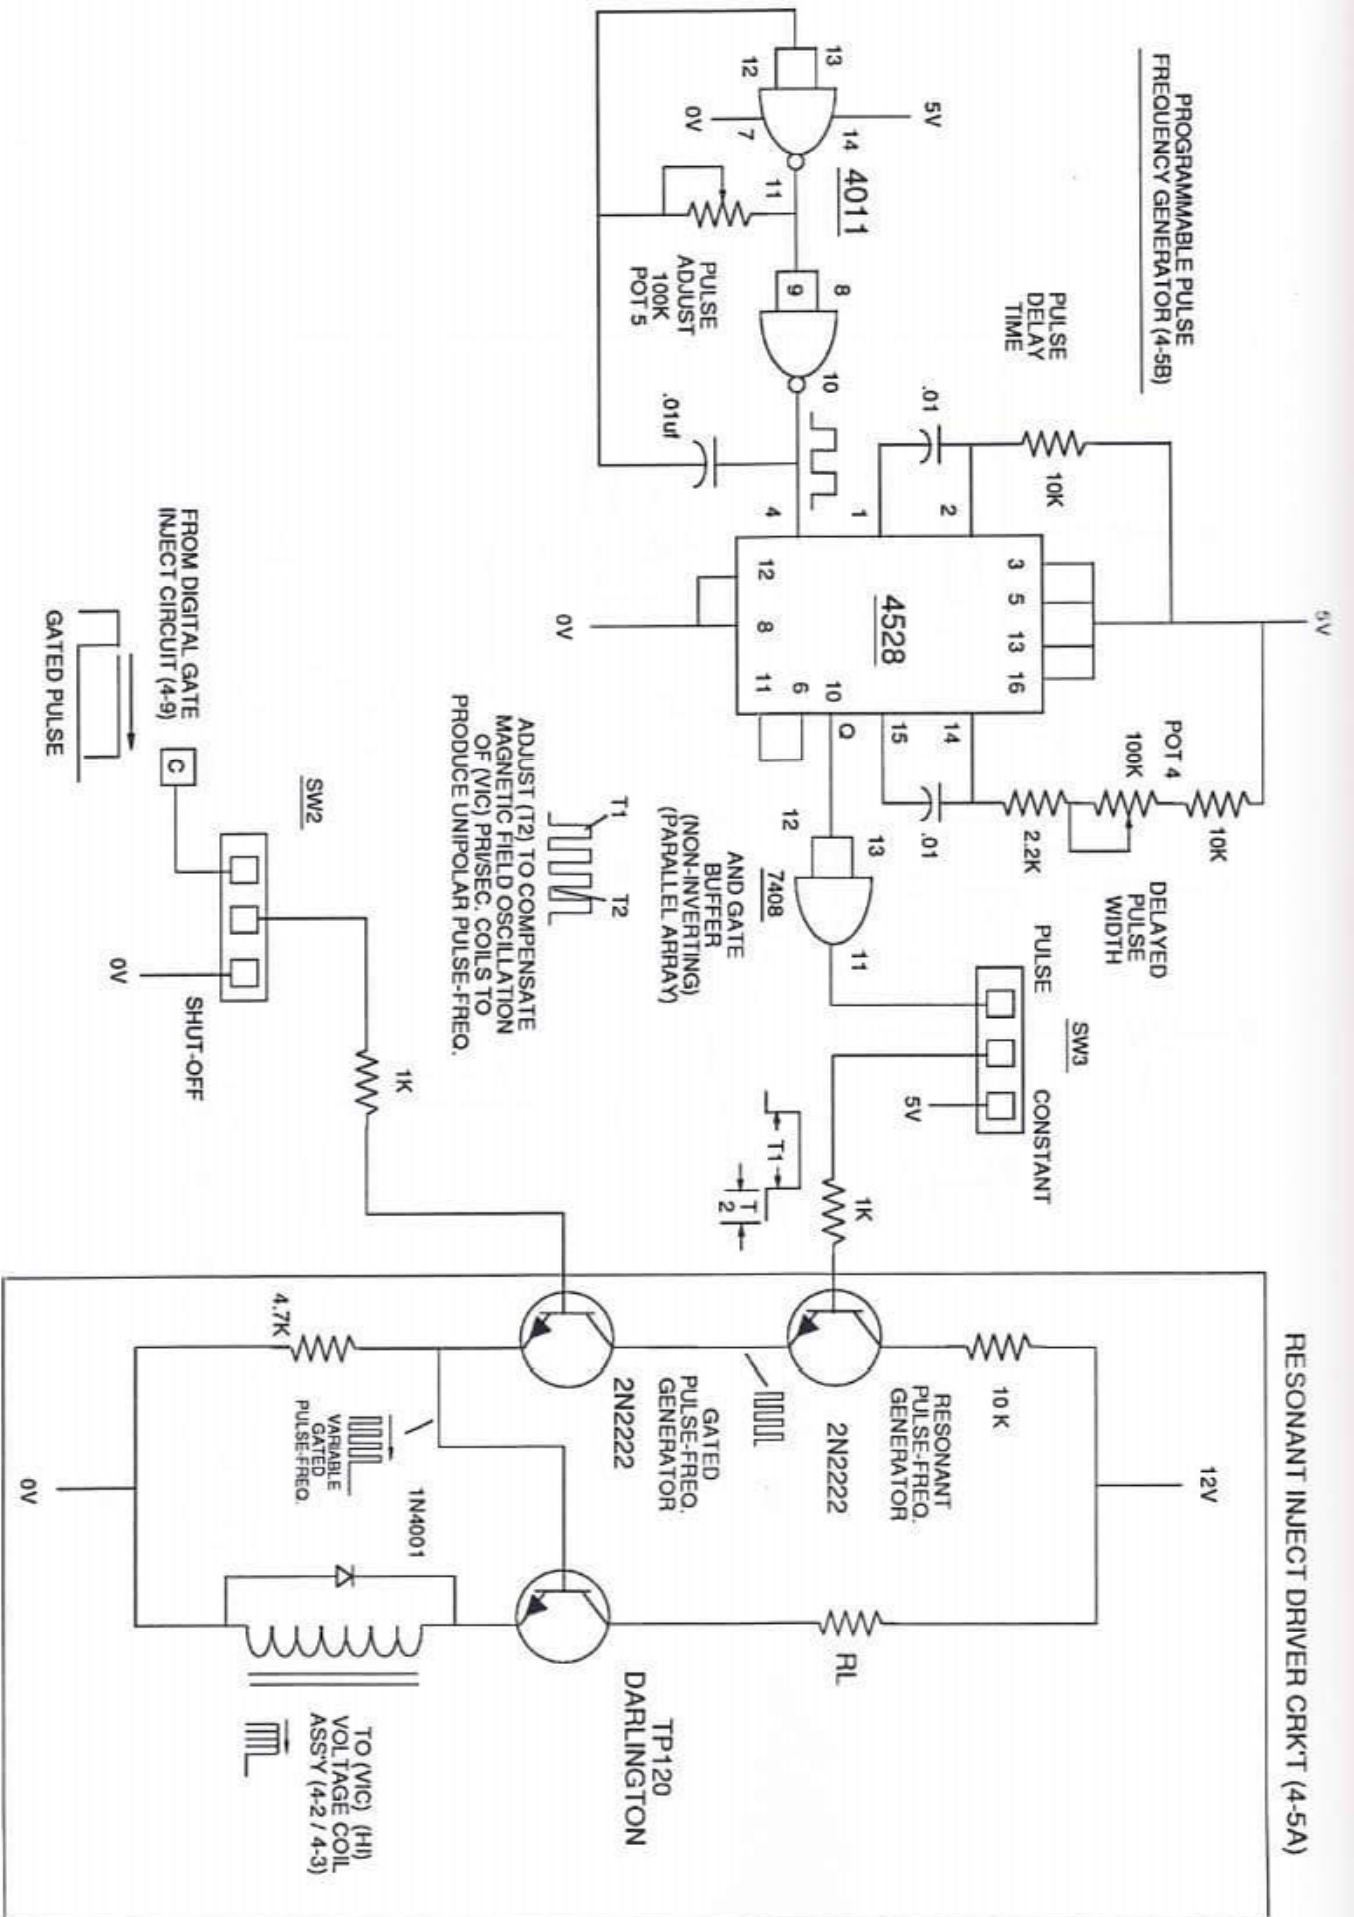 RESONANT INJECT DRIVER CRK'T (4-5A)
PROGRAMMABLE PULSE
FREQUENCY GENERATOR (4-5B)
5V
5V
13
12
14
7
0V
4011
11
PULSE
ADJUST
100K
POT 5
8
9
10
.01uf
PULSE
DELAY
TIME
.01
10K
4
1
2
3
5
13
16
4528
12
8
11
6
10
Q
15
14
0V
.01
2.2K
POT 4
100K
10K
DELAYED
PULSE
WIDTH
12
13
11
7408
AND GATE
BUFFER
(NON-INVERTING)
(PARALLEL ARRAY)
PULSE
SW3
CONSTANT
5V
T1
T
2
1K
T1
T2
ADJUST (T2) TO COMPENSATE
MAGNETIC FIELD OSCILLATION
OF (VIC) PRI/SEC. COILS TO
PRODUCE UNIPOLAR PULSE-FREQ.
FROM DIGITAL GATE
INJECT CIRCUIT (4-9)
C
GATED PULSE
SW2
0V
SHUT-OFF
1K
12V
10 K
RESONANT
PULSE-FREQ.
GENERATOR
2N2222
GATED
PULSE-FREQ.
GENERATOR
2N2222
4.7K
VARIABLE
GATED
PULSE-FREQ.
1N4001
RL
TP120
DARLINGTON
TO (VIC) (HI)
VOLTAGE COIL
ASS'Y (4-2 / 4-3)
0V